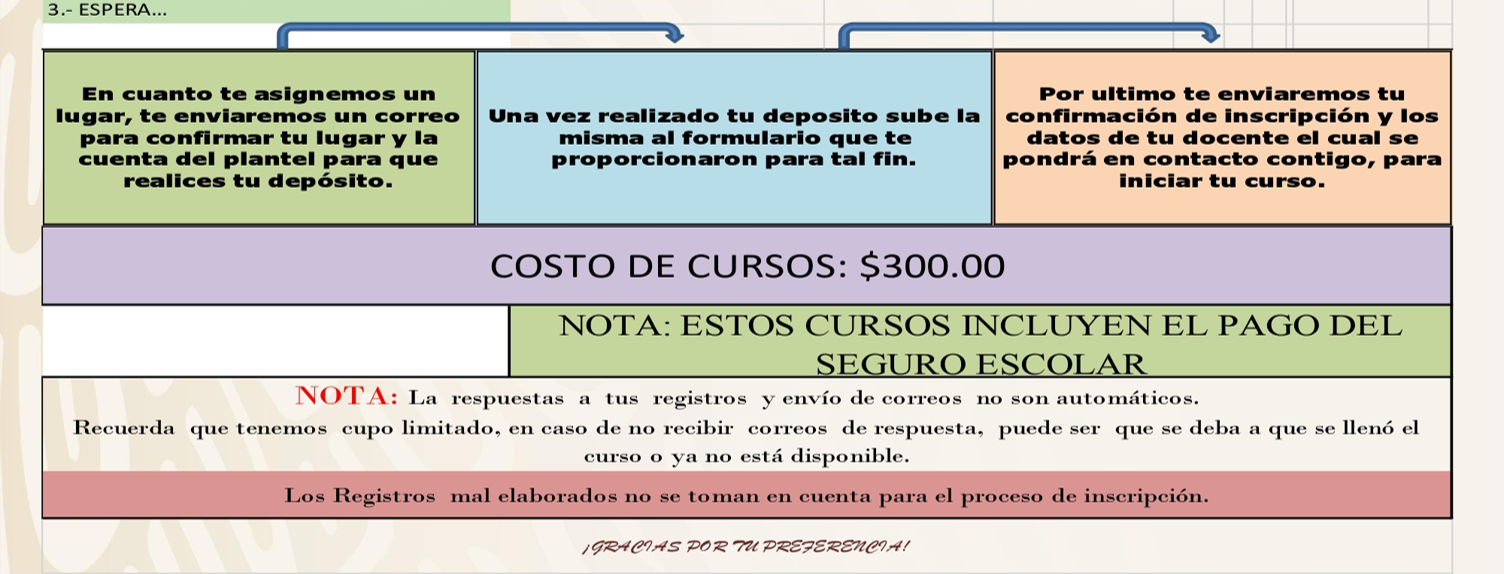 3.- ESPERA...
En cuanto te asignemos un
lugar, te enviaremos un correo
para confirmar tu lugar y la
cuenta del plantel para que
realices tu depósito.
Una vez realizado tu deposito sube la
misma al formulario que te
proporcionaron para tal fin.
Por ultimo te enviaremos tu
confirmación de inscripción y los
datos de tu docente el cual se
pondrá en contacto contigo, para
iniciar tu curso.
COSTO DE CURSOS: $300.00
NOTA: ESTOS CURSOS INCLUYEN EL PAGO DEL
SEGURO ESCOLAR
NOTA: La respuestas a tus registros y envío de correos no son automáticos.
Recuerda que tenemos cupo limitado, en caso de no recibir correos de respuesta, puede ser que se deba a que se llenó el
curso o ya no está disponible.
Los Registros mal elaborados no se toman en cuenta para el proceso de inscripción.
¡GRACIAS POR TU PREFERENCIA!